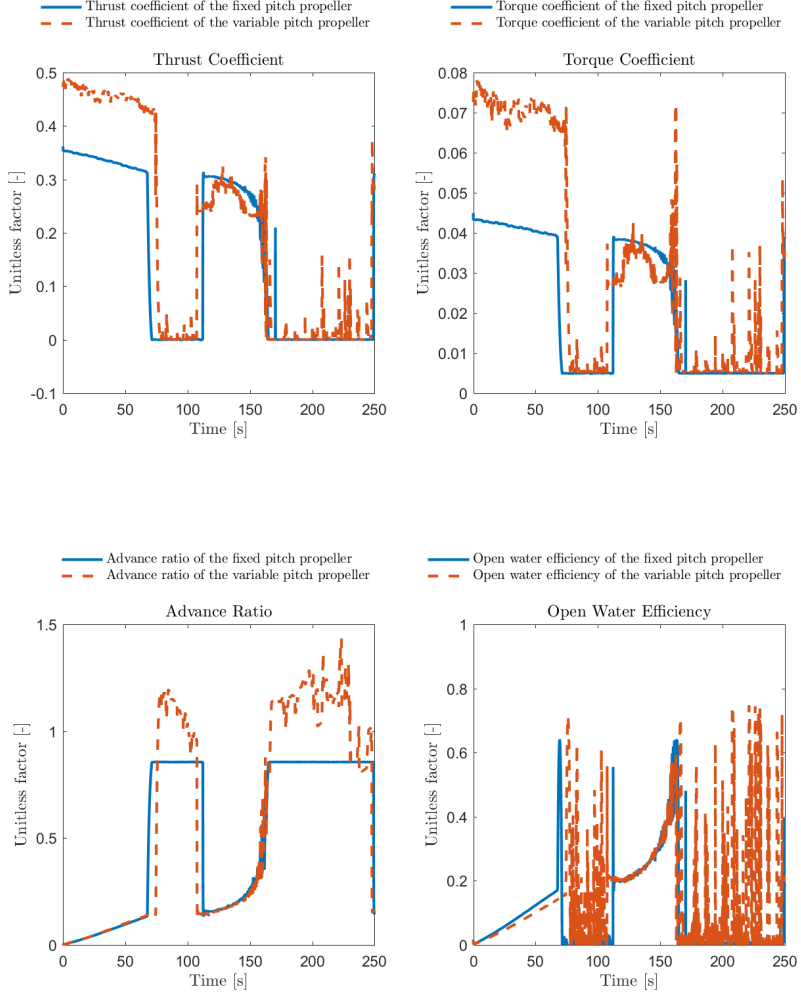 Thrust coefficient of the fixed pitch propeller
Thrust coefficient of the variable pitch propeller
Thrust Coefficient
0.5
0.4
0.3
0.2
0.1
0
-0.1
Unitless factor [-]
0 50 100 150 200 250
Time [s]
Torque coefficient of the fixed pitch propeller
Torque coefficient of the variable pitch propeller
Torque Coefficient
0.08
0.07
0.06
0.05
0.04
0.03
0.02
0.01
0
Unitless factor [-]
0 50 100 150 200 250
Time [s]
Advance ratio of the fixed pitch propeller
Advance ratio of the variable pitch propeller
Advance Ratio
1.5
1
0.5
0
Unitless factor [-]
0 50 100 150 200 250
Time [s]
Open water efficiency of the fixed pitch propeller
Open water efficiency of the variable pitch propeller
Open Water Efficiency
1
0.8
0.6
0.4
0.2
0
Unitless factor [-]
0 50 100 150 200 250
Time [s]